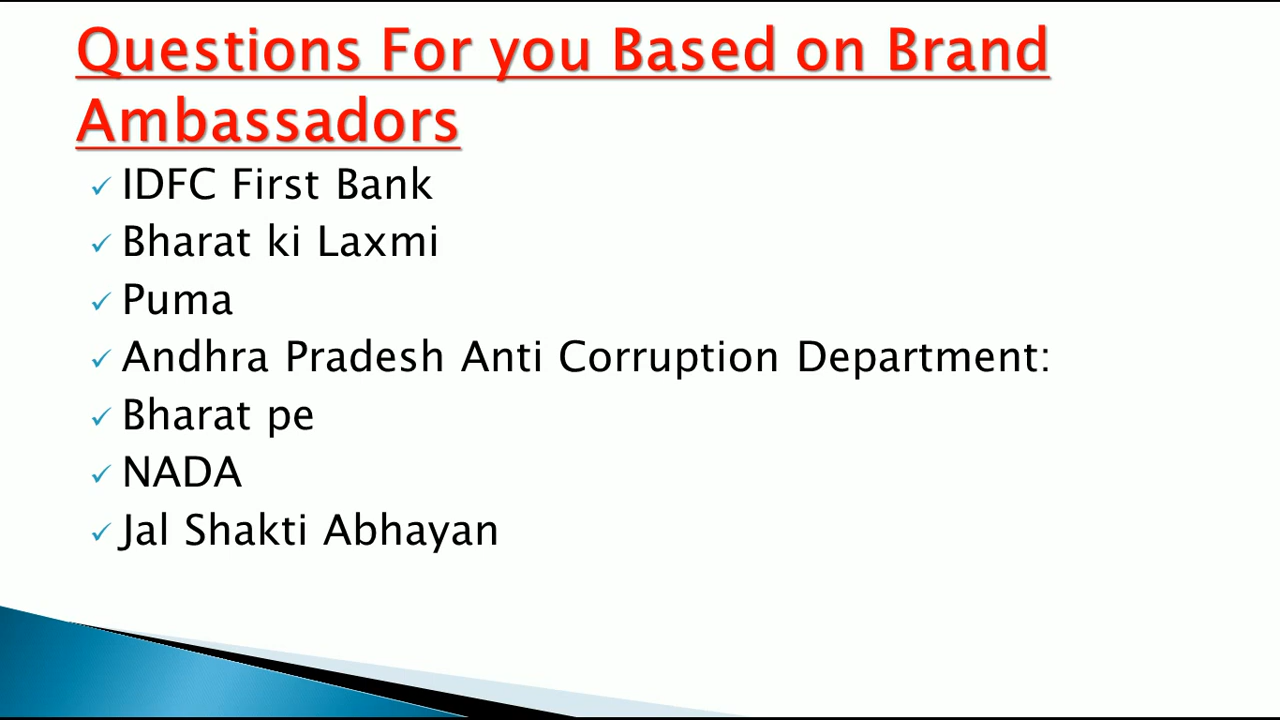 Questions For you Based on Brand
Ambassadors
✓ IDFC First Bank
✓ Bharat ki Laxmi
✓ Puma
✓ Andhra Pradesh Anti Corruption Department:
✓ Bharat pe
✓ NADA
✓ Jal Shakti Abhayan